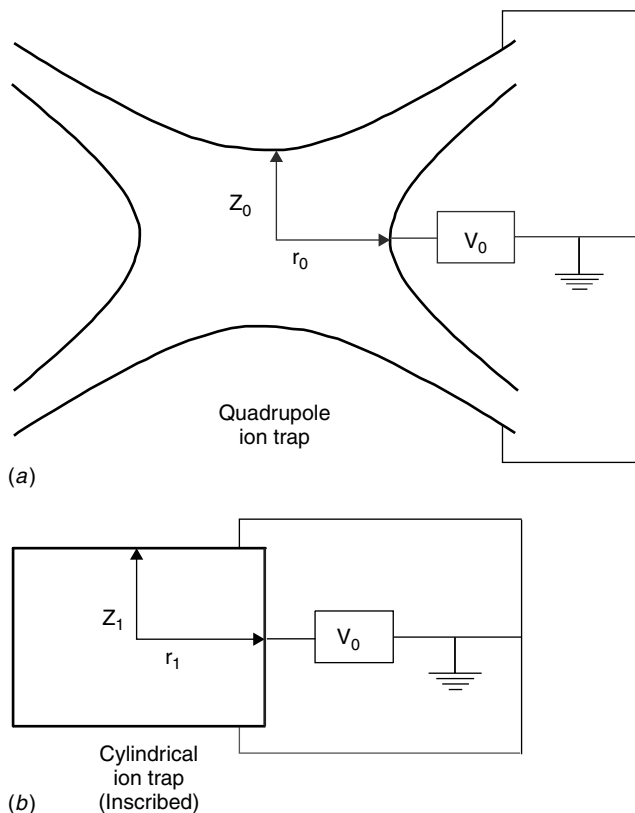 Z₀
r₀
V₀
Quadrupole
ion trap
(a)
Z₁
r₁
V₀
Cylindrical
ion trap
(Inscribed)
(b)